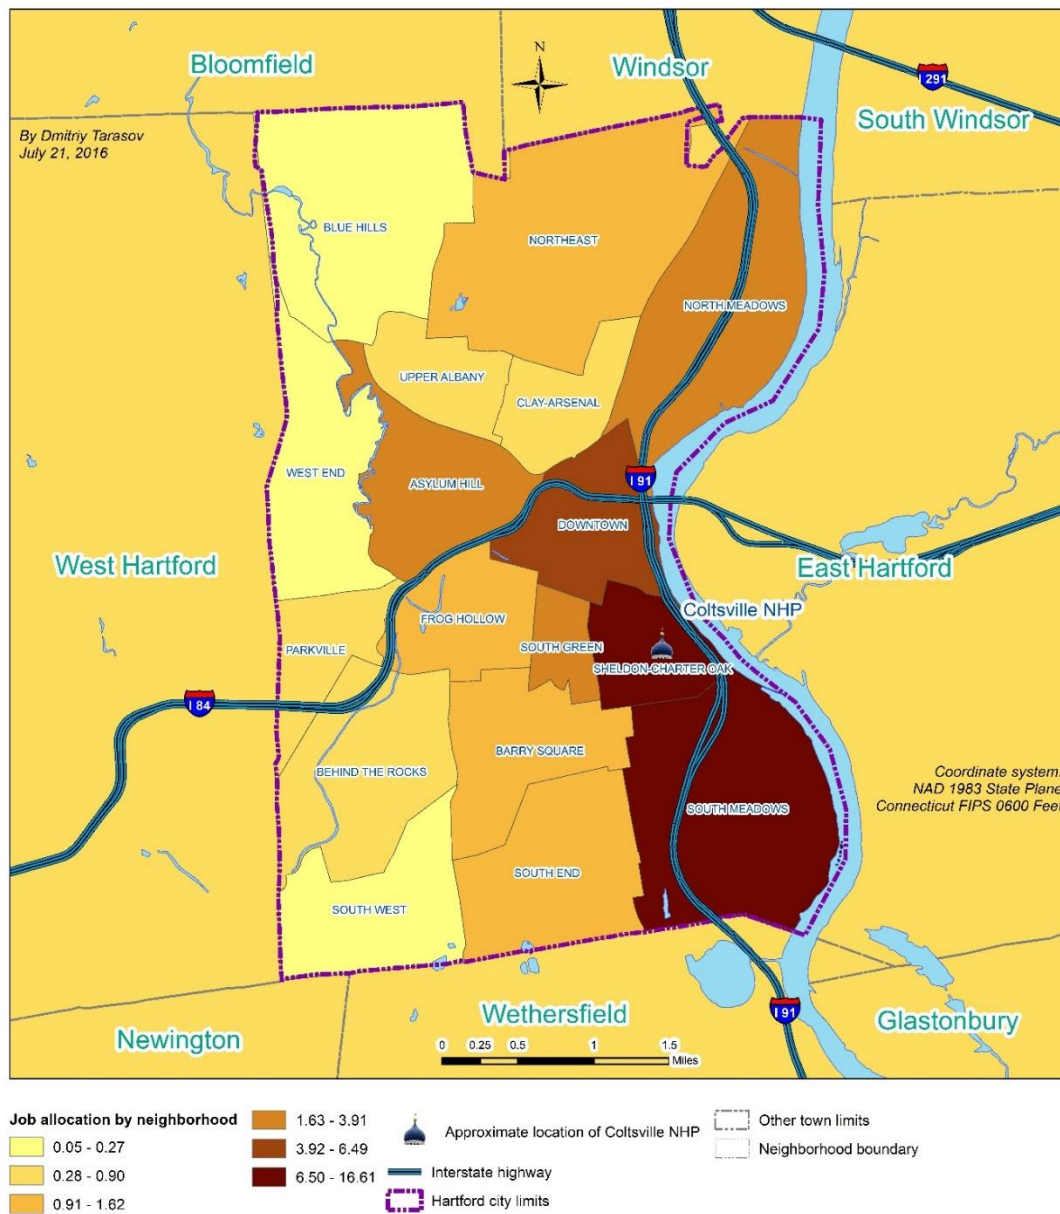 Bloomfield
N
Windsor
I 291
South Windsor
By Dmitriy Tarasov
July 21, 2016
BLUE HILLS
NORTHEAST
NORTH MEADOWS
UPPER ALBANY
CLAY-ARSENAL
WEST END
ASYLUM HILL
I 91
DOWNTOWN
West Hartford
East Hartford
Coltsville NHP
FROG HOLLOW
PARKVILLE
SOUTH GREEN
SHELDON-CHARTER OAK
I 84
BARRY SQUARE
BEHIND THE ROCKS
Coordinate system:
NAD 1983 State Plane
Connecticut FIPS 0600 Feet
SOUTH MEADOWS
SOUTH END
SOUTH WEST
Newington
Wethersfield
I 91
Glastonbury
0 0.25 0.5 1 1.5
Miles
Job allocation by neighborhood
0.05 - 0.27
0.28 - 0.90
0.91 - 1.62
1.63 - 3.91
3.92 - 6.49
6.50 - 16.61
Approximate location of Coltsville NHP
Interstate highway
Hartford city limits
Other town limits
Neighborhood boundary